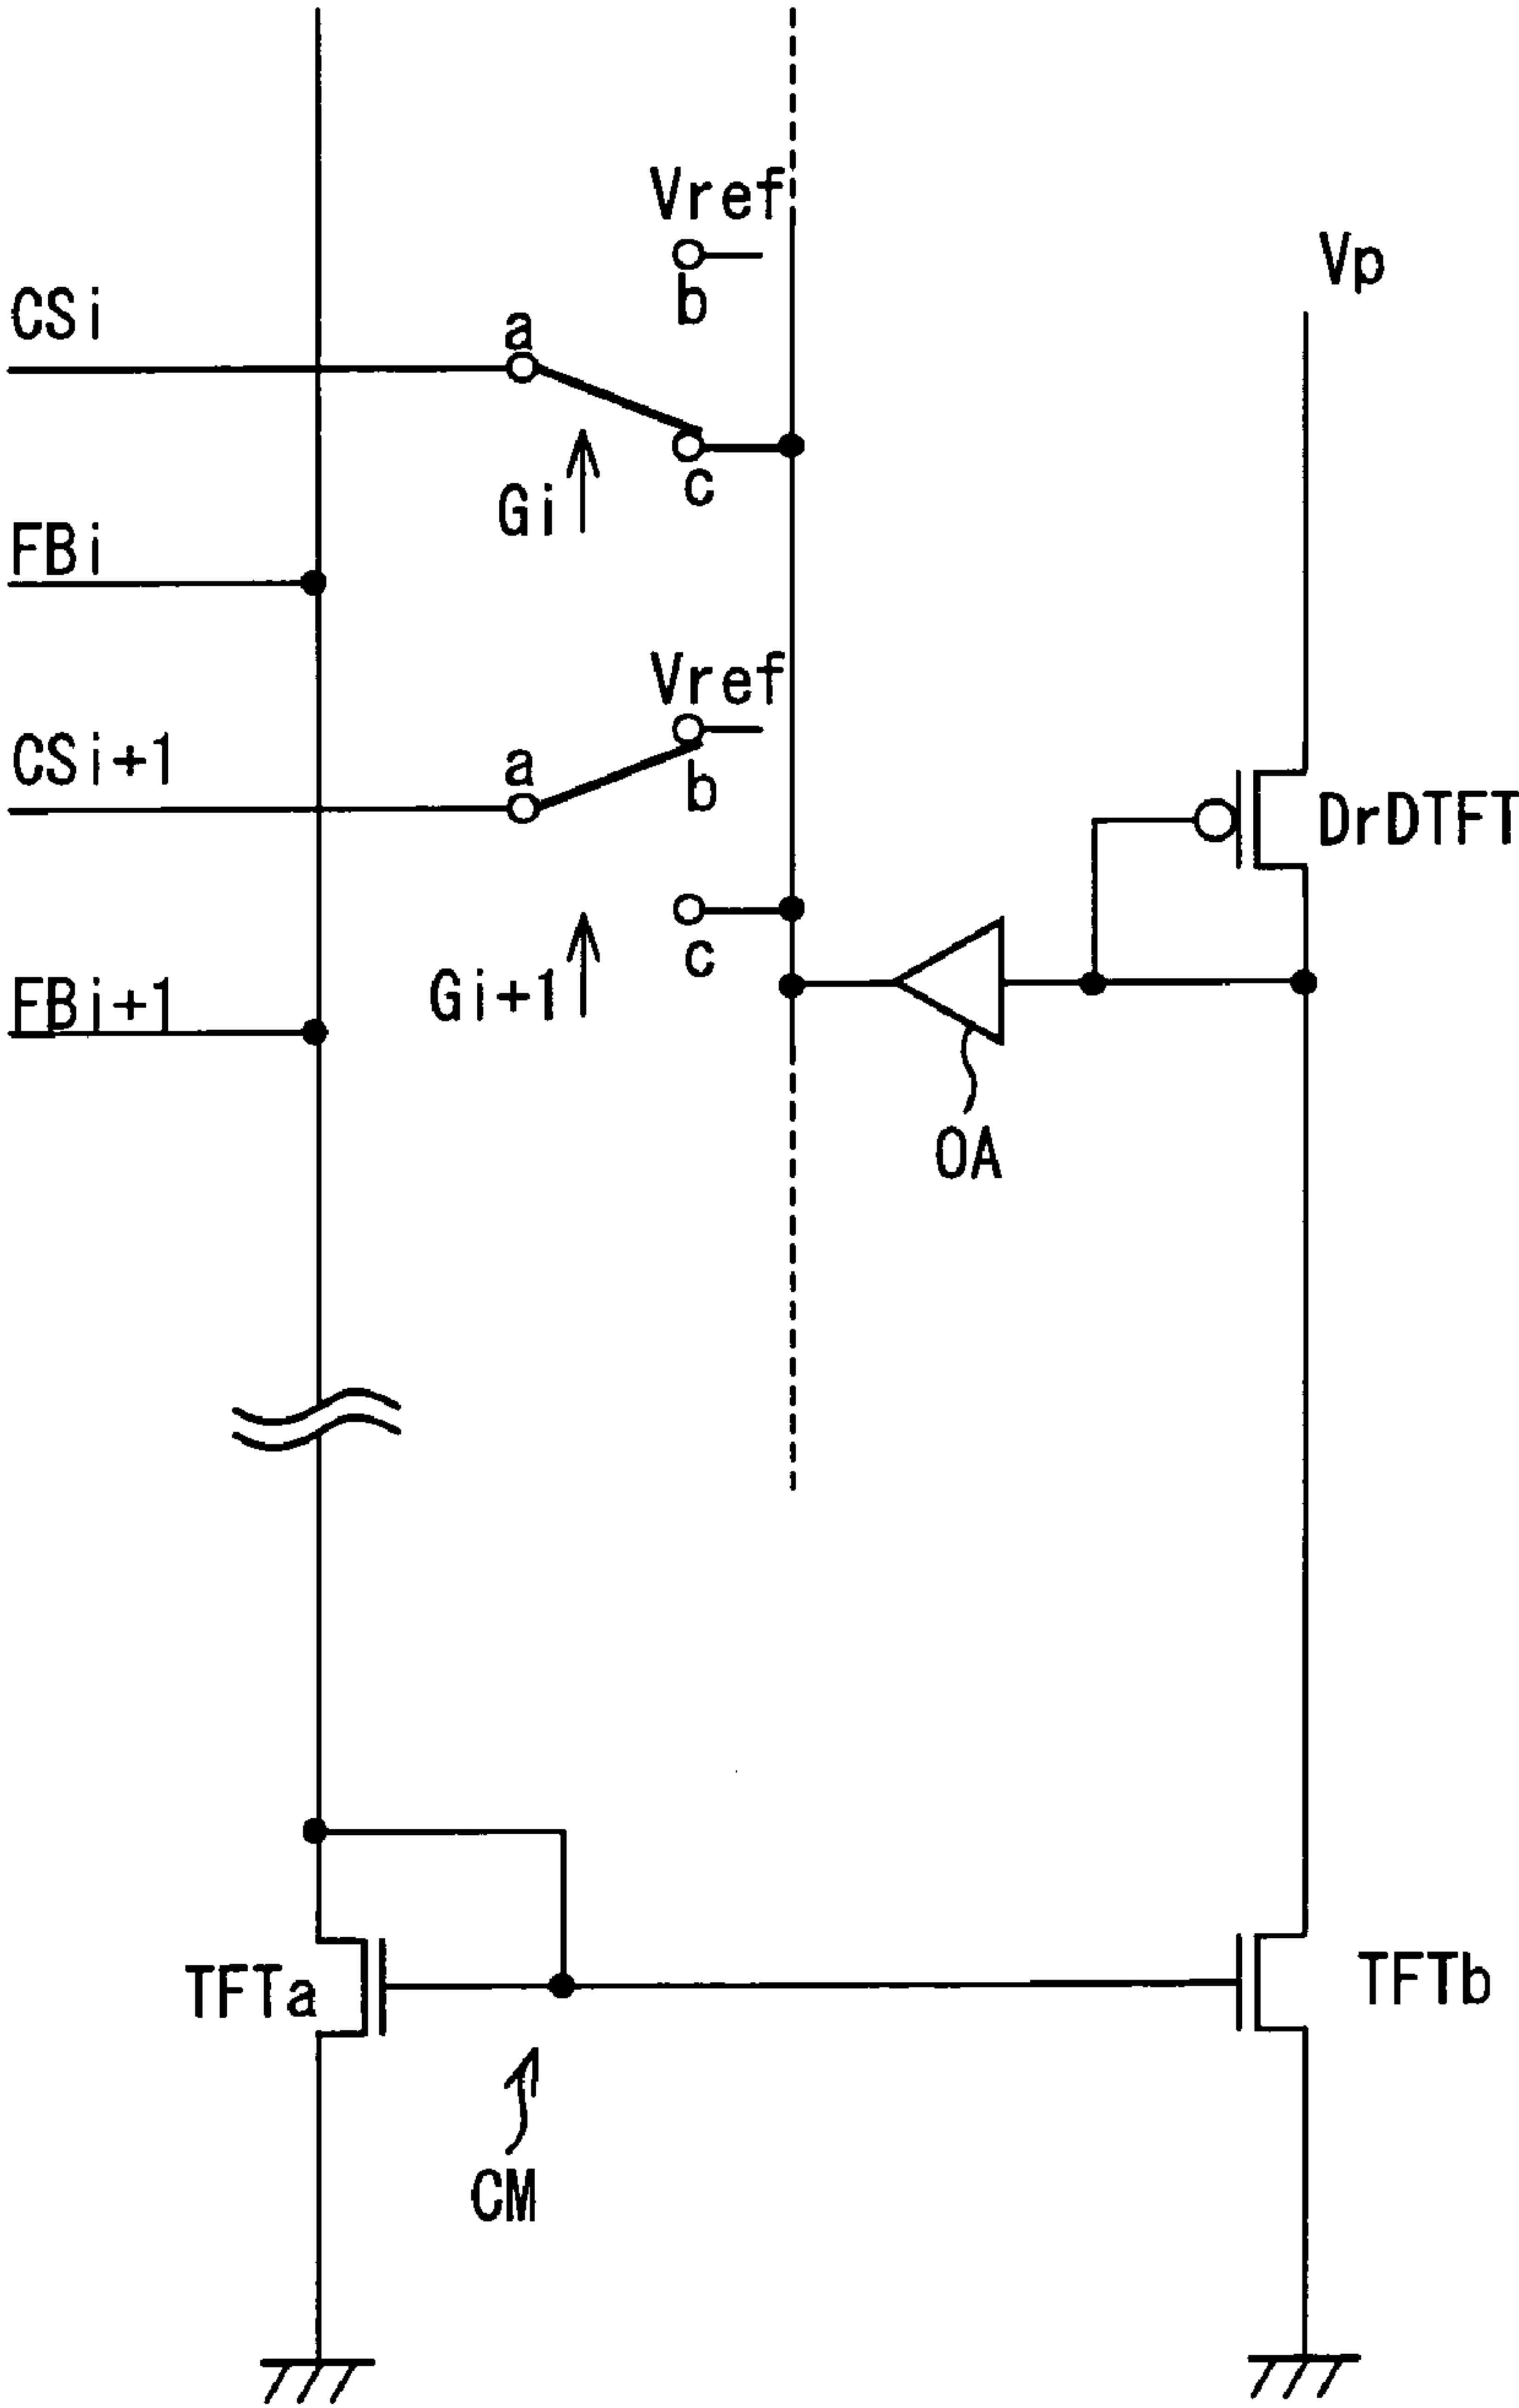 Vref
Vp
b
CSi
a
c
Gi
FBi
Vref
CSi+1
a
b
DrDTFT
c
Gi+1
FBi+1
OA
TFTa
TFTb
CM